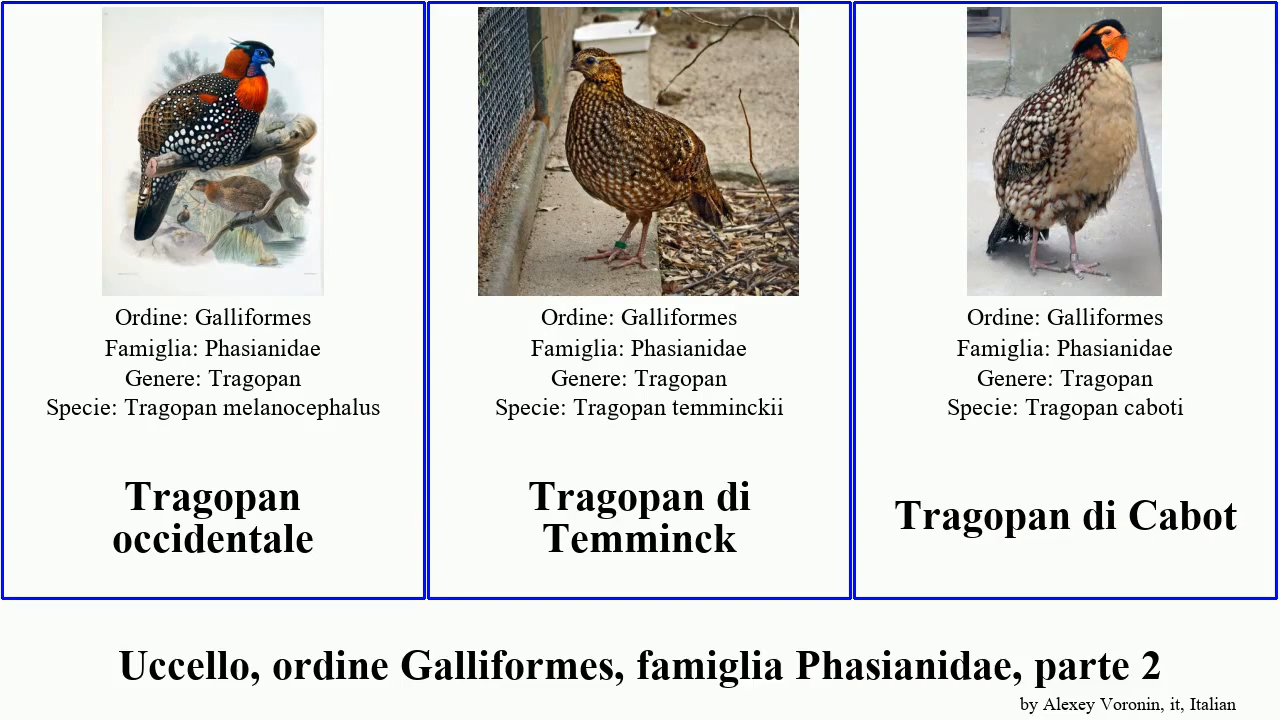 Ordine: Galliformes
Famiglia: Phasianidae
Genere: Tragopan
Specie: Tragopan melanocephalus
Tragopan
occidentale
Ordine: Galliformes
Famiglia: Phasianidae
Genere: Tragopan
Specie: Tragopan temminckii
Tragopan di
Temminck
Ordine: Galliformes
Famiglia: Phasianidae
Genere: Tragopan
Specie: Tragopan caboti
Tragopan di Cabot
Uccello, ordine Galliformes, famiglia Phasianidae, parte 2
by Alexey Voronin, it, Italian